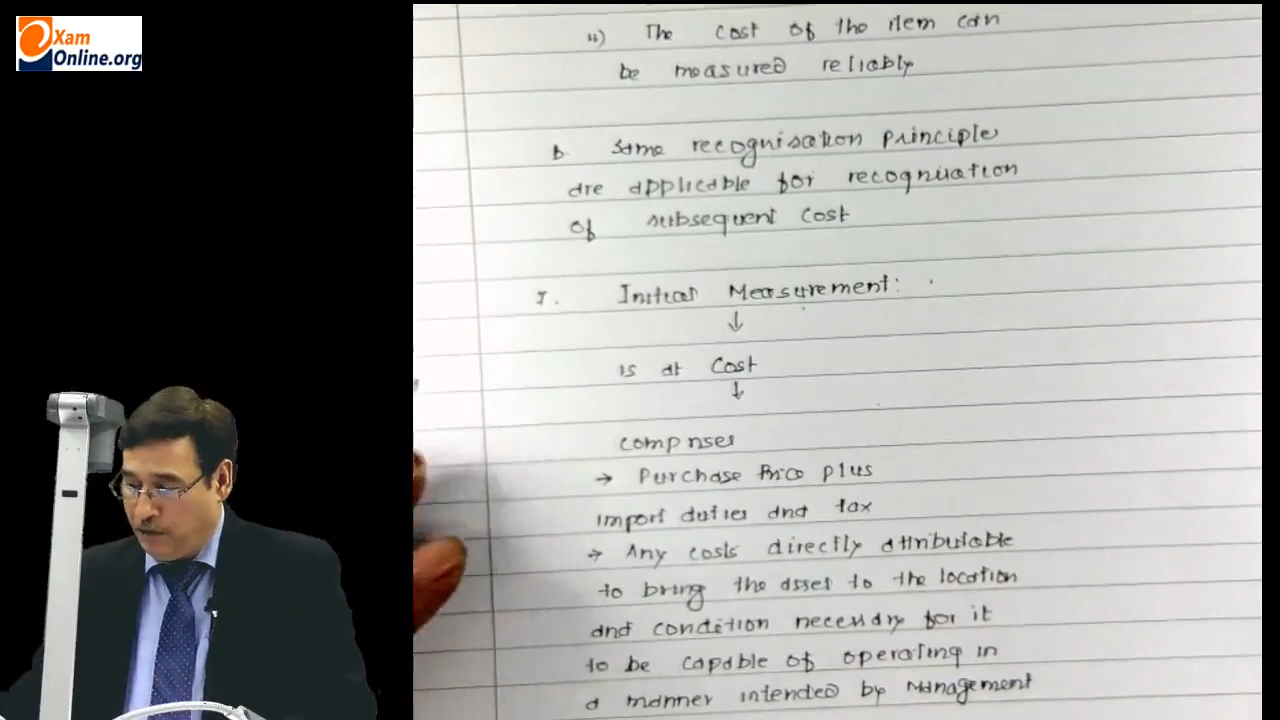 Xam
Online.org
ii) The cost of the item can
be measured reliably
b. Same recognisation principle
are applicable for recognisation
of subsequent cost
I. Initial Measurement:
↓
is at Cost
↓
comprises
→ Purchase Price plus
import duties and tax
→ Any costs directly attributable
to bring the asset to the location
and condition necessary for it
to be capable of operating in
a manner intended by Management